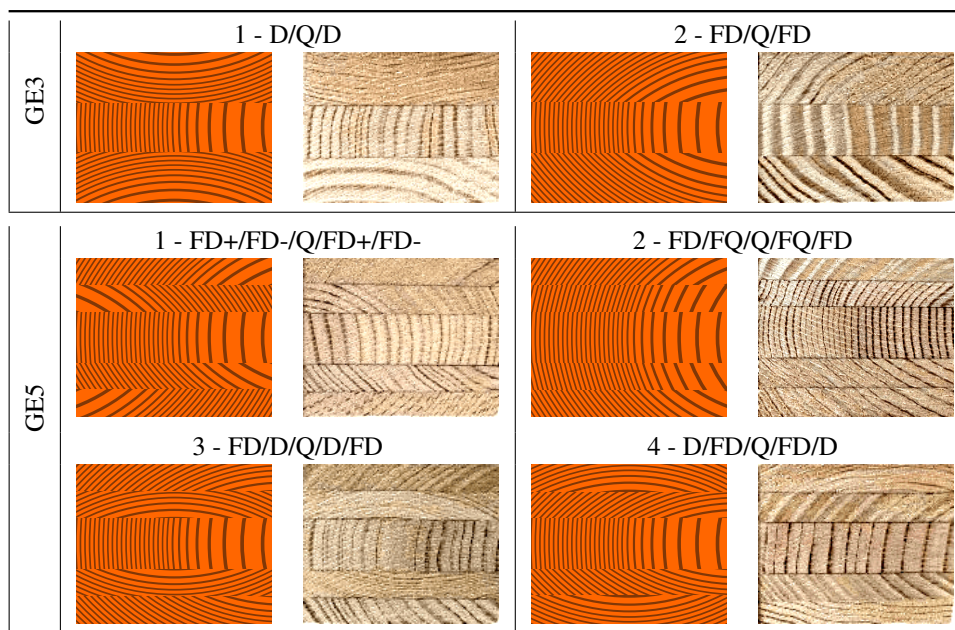 GE3
1 - D/Q/D
2 - FD/Q/FD
GE5
1 - FD+/FD-/Q/FD+/FD-
2 - FD/FQ/Q/FQ/FD
3 - FD/D/Q/D/FD
4 - D/FD/Q/FD/D